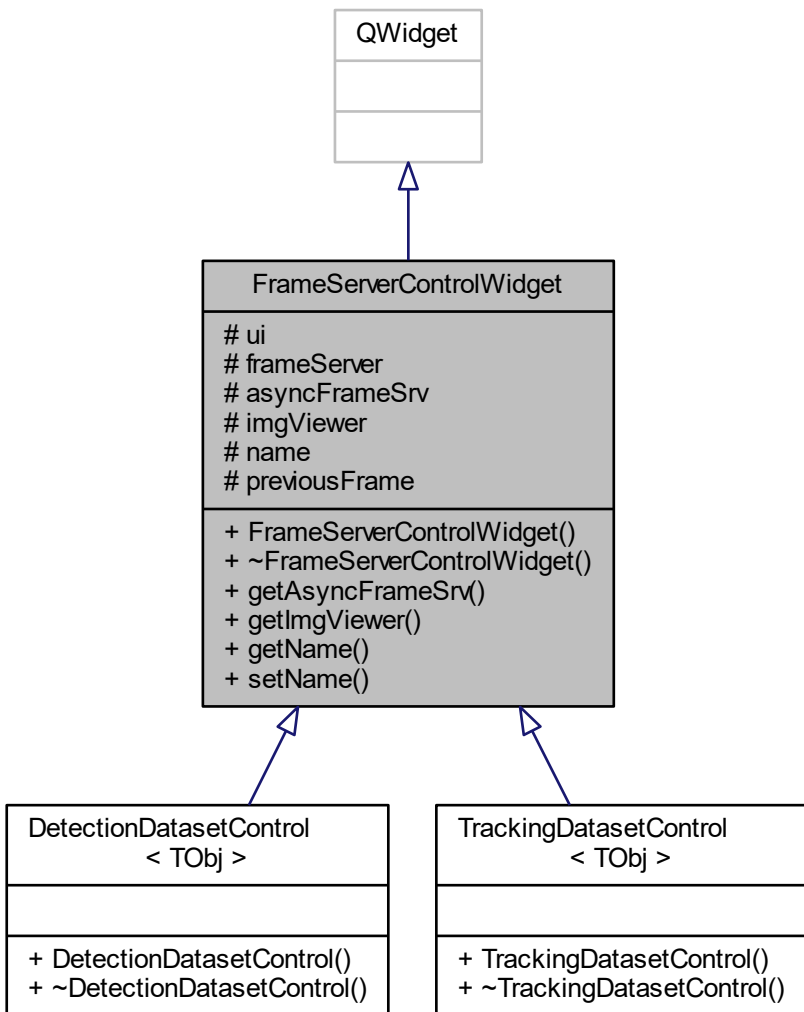 QWidget
FrameServerControlWidget
# ui
# frameServer
# asyncFrameSrv
# imgViewer
# name
# previousFrame
+ FrameServerControlWidget()
+ ~FrameServerControlWidget()
+ getAsyncFrameSrv()
+ getImgViewer()
+ getName()
+ setName()
DetectionDatasetControl
< TObj >
+ DetectionDatasetControl()
+ ~DetectionDatasetControl()
TrackingDatasetControl
< TObj >
+ TrackingDatasetControl()
+ ~TrackingDatasetControl()